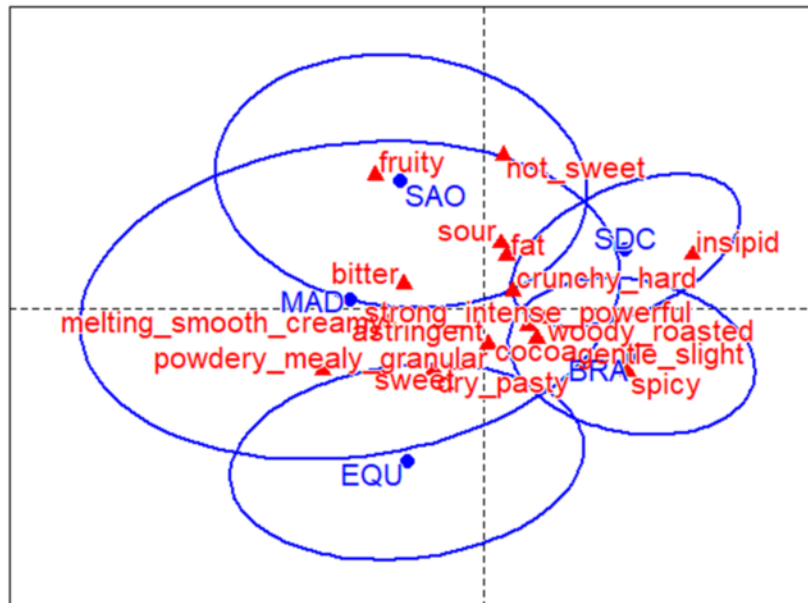 fruity
SAO
not_sweet
sour
fat
SDC
insipid
bitter
crunchy_hard
MAD
strong_intense_powerful
melting_smooth_creamy
astringent
woody_roasted
powdery_mealy_granular
cocoa
gentle_slight
sweet
dry_pasty
BRA
spicy
EQU